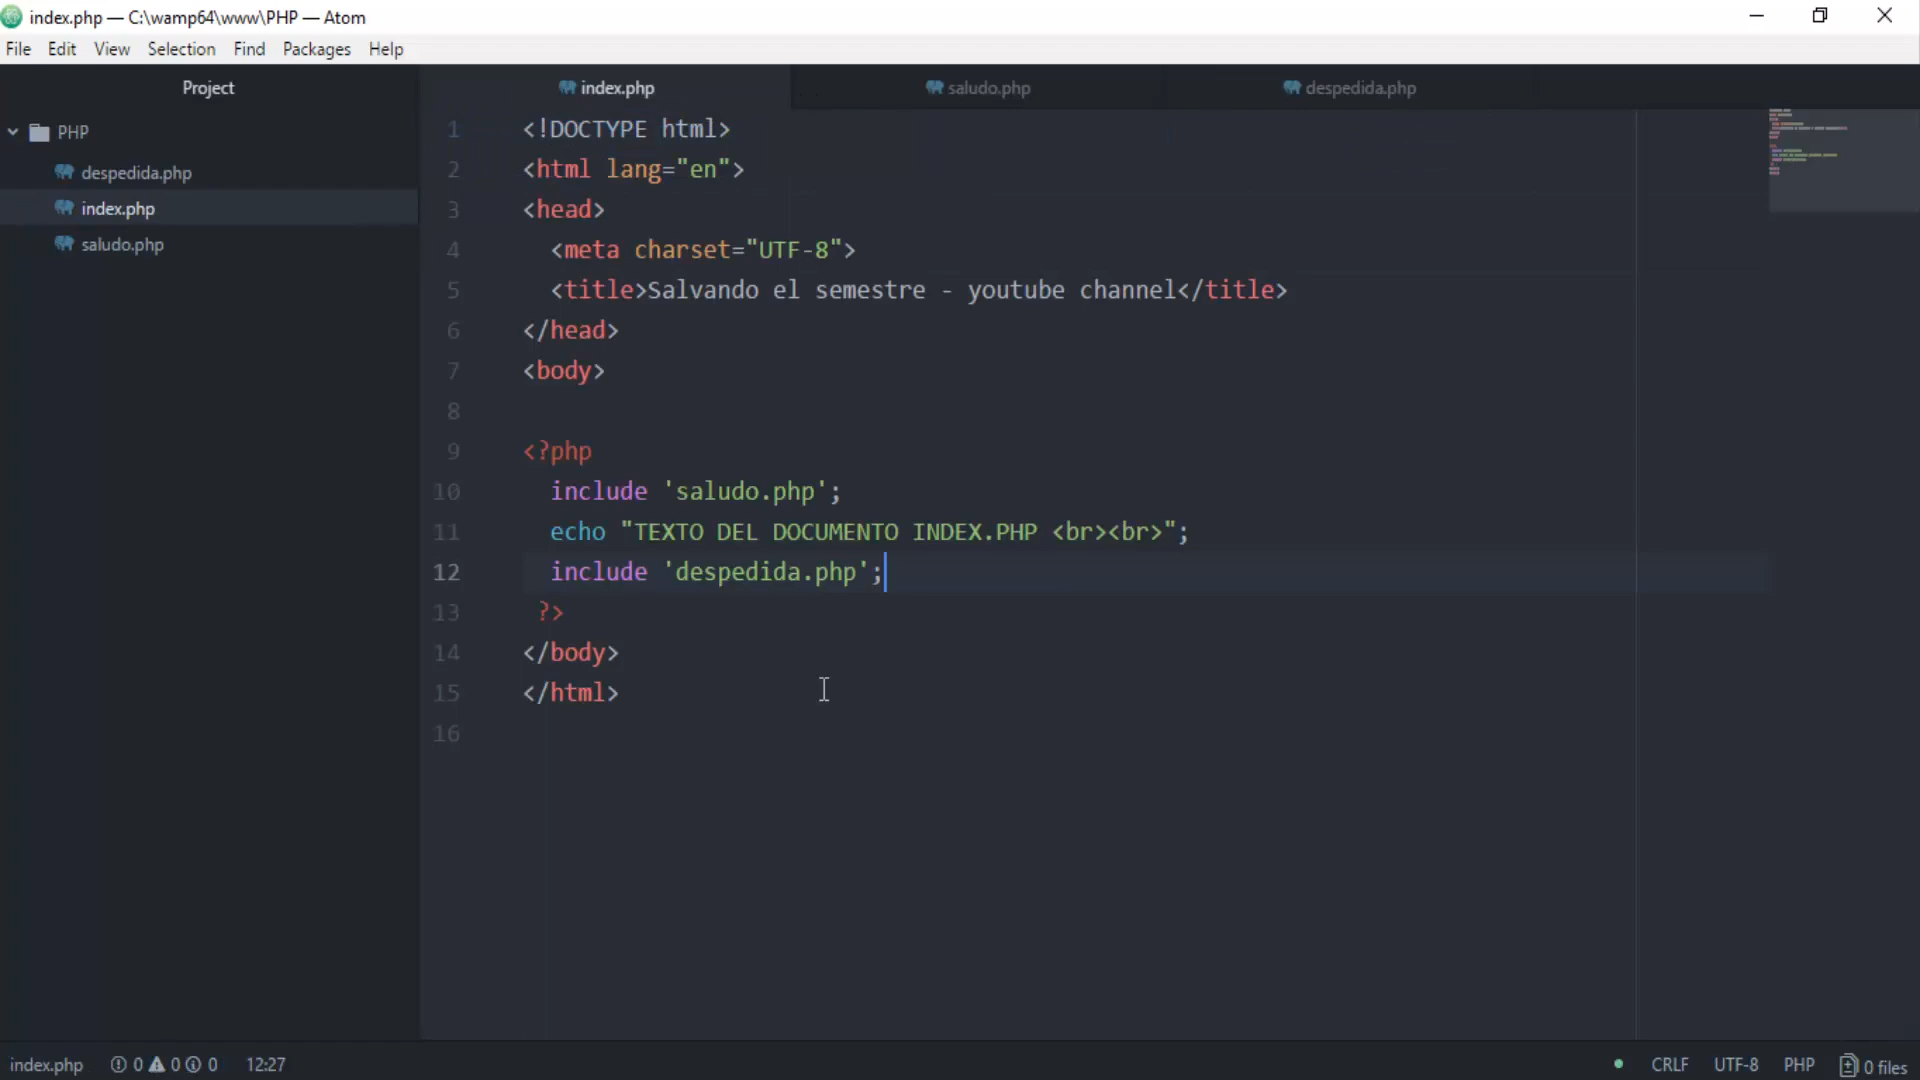 index.php — C:\wamp64\www\PHP — Atom
File Edit View Selection Find Packages Help
Project
PHP
despedida.php
index.php
saludo.php
index.php saludo.php despedida.php
1 <!DOCTYPE html>
2 <html lang="en">
3 <head>
4 <meta charset="UTF-8">
5 <title>Salvando el semestre - youtube channel</title>
6 </head>
7 <body>
8
9 <?php
10 include 'saludo.php';
11 echo "TEXTO DEL DOCUMENTO INDEX.PHP <br><br>";
12 include 'despedida.php';
13 ?>
14 </body>
15 </html>
16
index.php 0 0 0 12:27 CRLF UTF-8 PHP 0 files